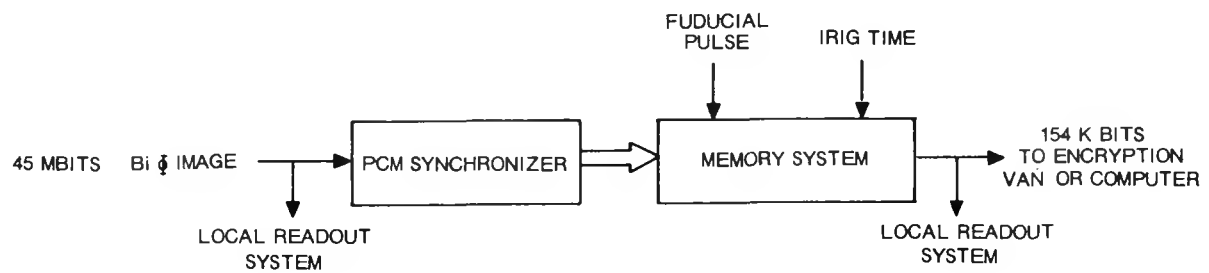 FUDUCIAL
PULSE
IRIG TIME
45 MBITS Bi ɸ IMAGE
PCM SYNCHRONIZER
MEMORY SYSTEM
154 K BITS
TO ENCRYPTION
VAN OR COMPUTER
LOCAL READOUT
SYSTEM
LOCAL READOUT
SYSTEM